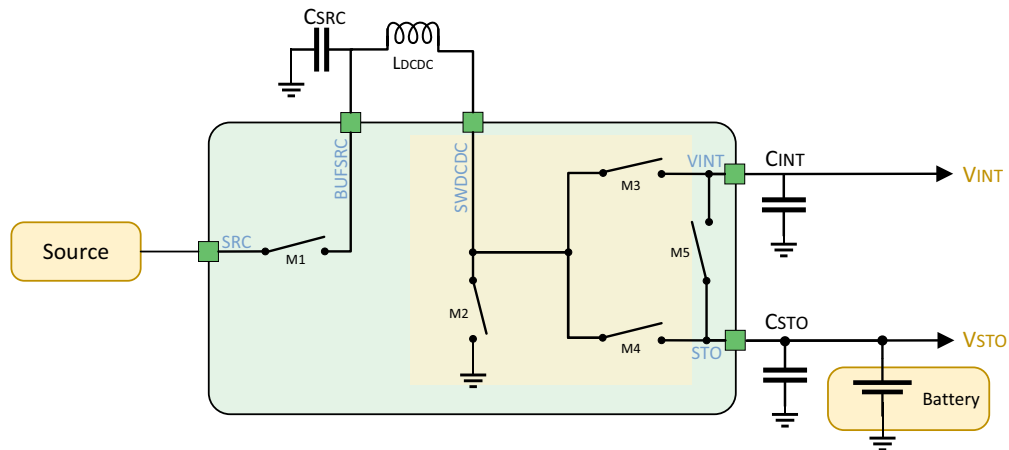 CSRC
LDCDC
BUFSRC
SWDCDC
VINT
CINT
VINT
M3
Source
SRC
M1
M5
M2
M4
STO
CSTO
VSTO
Battery